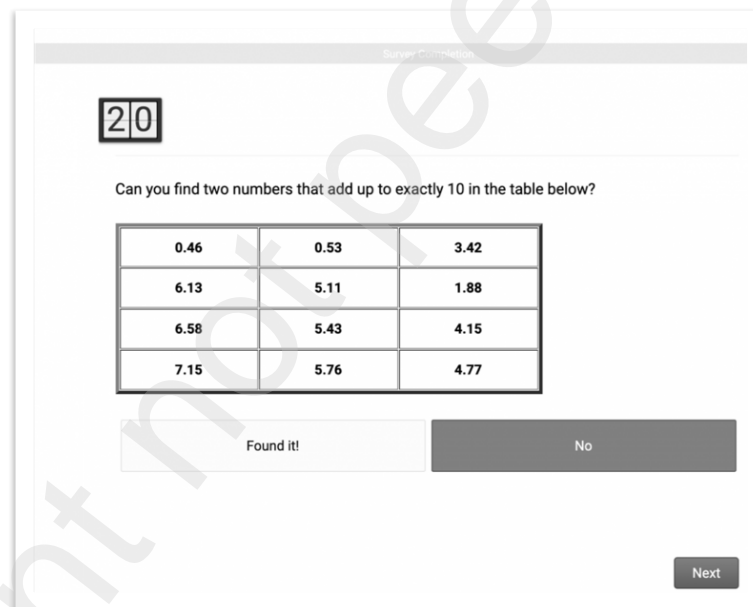 Survey Completion
20
Can you find two numbers that add up to exactly 10 in the table below?
0.46 0.53 3.42
6.13 5.11 1.88
6.58 5.43 4.15
7.15 5.76 4.77
Found it! No
Next
not pee